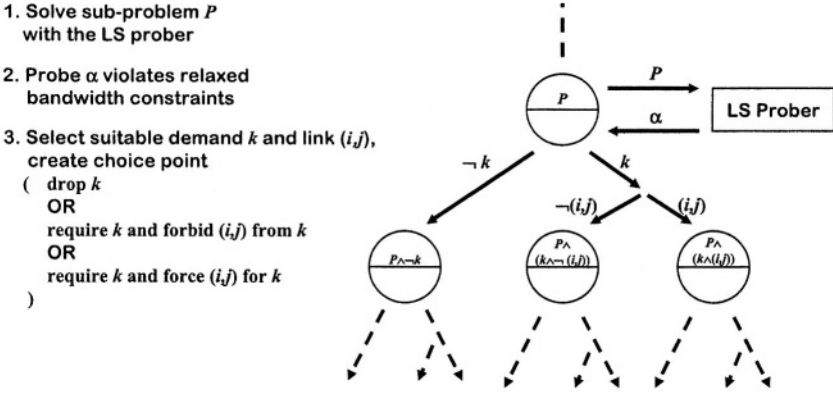 1. Solve sub-problem P
with the LS prober
2. Probe α violates relaxed
bandwidth constraints
3. Select suitable demand k and link (i,j),
create choice point
( drop k
OR
require k and forbid (i,j) from k
OR
require k and force (i,j) for k
)
P
P
LS Prober
α
¬ k
k
¬(i,j)
(i,j)
P∧¬k
P∧
(k∧¬ (i,j))
P∧
(k∧(i,j))